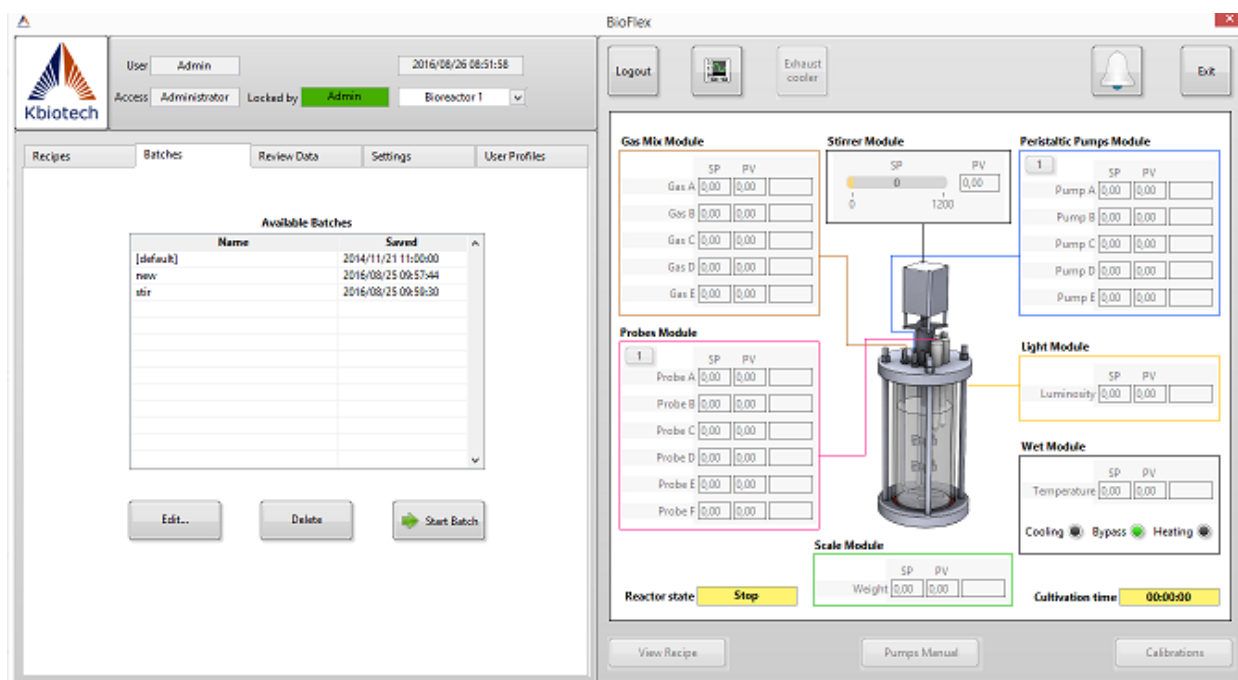 BioFlex
Kbiotech
User Admin 2016/08/26 08:51:58
Access Administrator Locked by Admin Bioreactor 1
Recipes Batches Review Data Settings User Profiles
Available Batches
Name Saved
[default] 2014/11/21 11:00:00
new 2016/08/25 09:57:44
stir 2016/08/25 09:59:30
Edit... Delete Start Batch
Logout Exhaust cooler Exit
Gas Mix Module
SP PV
Gas A 0,00 0,00
Gas B 0,00 0,00
Gas C 0,00 0,00
Gas D 0,00 0,00
Gas E 0,00 0,00
Stirrer Module
SP PV
0 0,00
0 1200
Peristaltic Pumps Module
1 SP PV
Pump A 0,00 0,00
Pump B 0,00 0,00
Pump C 0,00 0,00
Pump D 0,00 0,00
Pump E 0,00 0,00
Probes Module
1 SP PV
Probe A 0,00 0,00
Probe B 0,00 0,00
Probe C 0,00 0,00
Probe D 0,00 0,00
Probe E 0,00 0,00
Probe F 0,00 0,00
Light Module
SP PV
Luminosity 0,00 0,00
Wet Module
SP PV
Temperature 0,00 0,00
Cooling Bypass Heating
Scale Module
SP PV
Weight 0,00 0,00
Reactor state Stop
Cultivation time 00:00:00
View Recipe Pumps Manual Calibrations